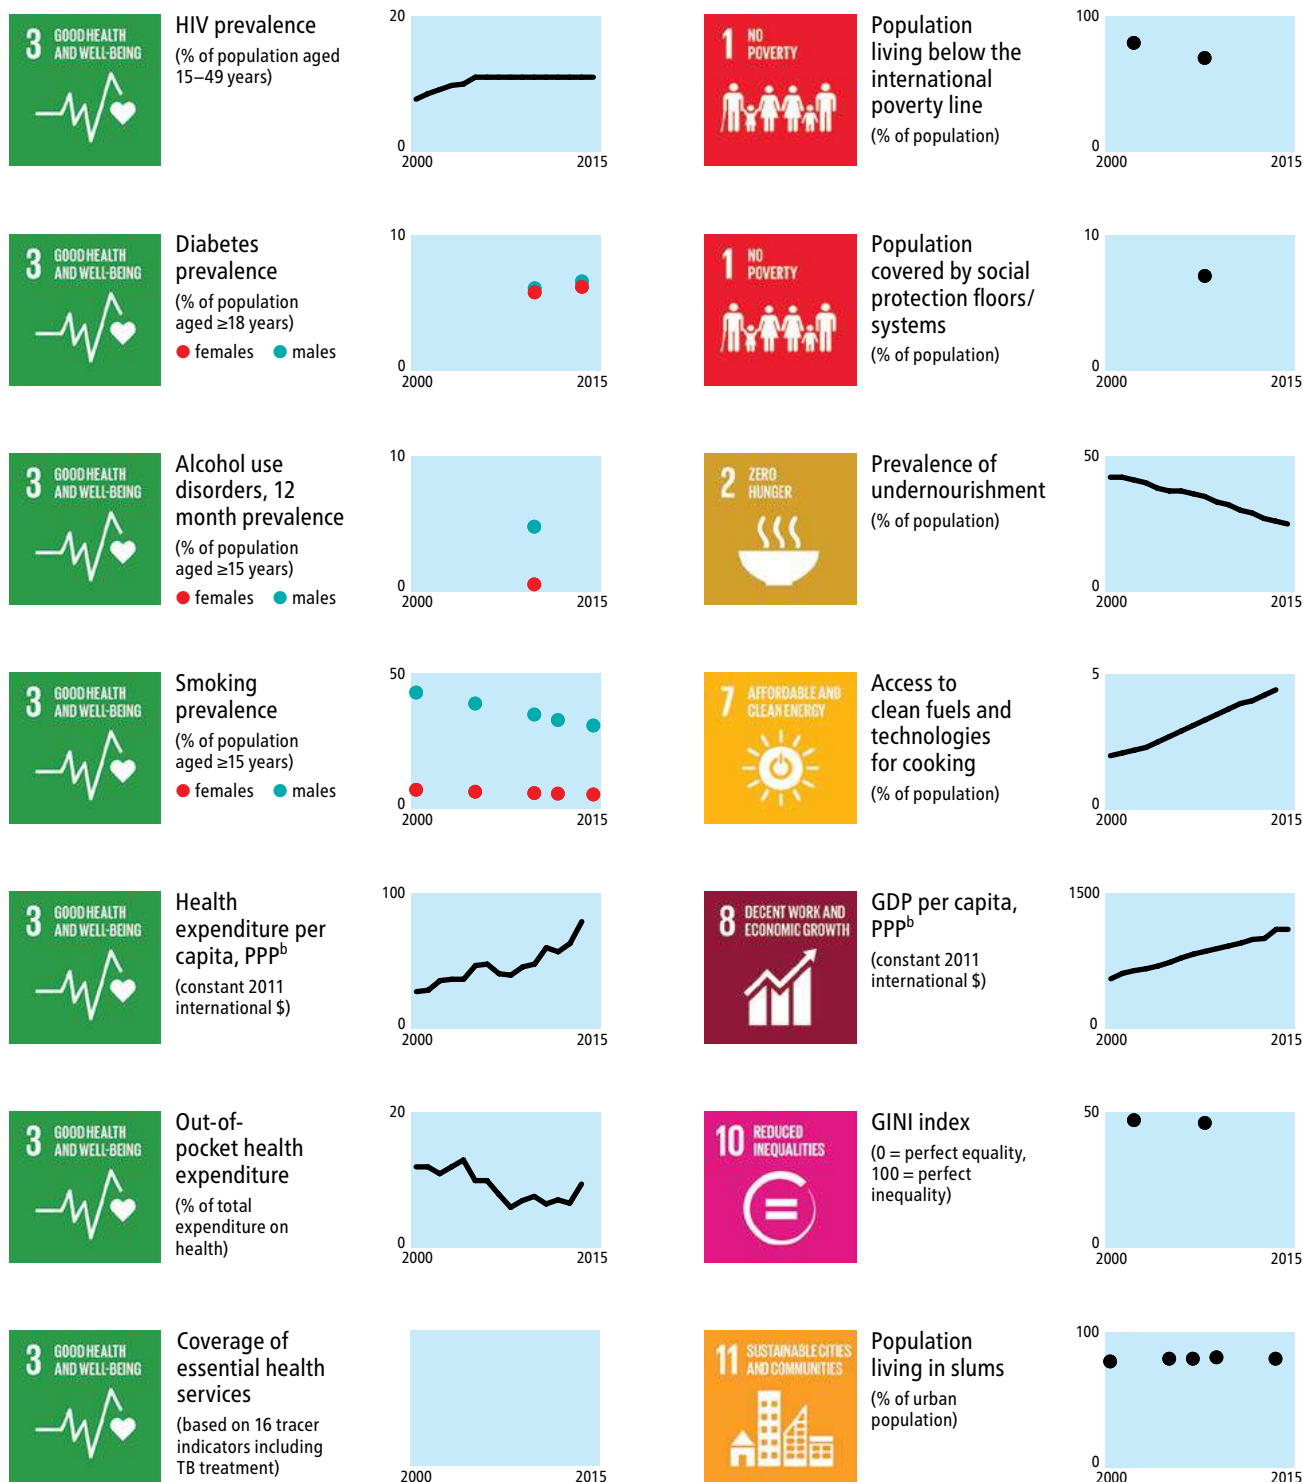 3 GOOD HEALTH
AND WELL-BEING
HIV prevalence
(% of population aged
15–49 years)
20
0
2000 2015
3 GOOD HEALTH
AND WELL-BEING
Diabetes
prevalence
(% of population
aged ≥18 years)
females males
10
0
2000 2015
3 GOOD HEALTH
AND WELL-BEING
Alcohol use
disorders, 12
month prevalence
(% of population
aged ≥15 years)
females males
10
0
2000 2015
3 GOOD HEALTH
AND WELL-BEING
Smoking
prevalence
(% of population
aged ≥15 years)
females males
50
0
2000 2015
3 GOOD HEALTH
AND WELL-BEING
Health
expenditure per
capita, PPPᵇ
(constant 2011
international $)
100
0
2000 2015
3 GOOD HEALTH
AND WELL-BEING
Out-of-
pocket health
expenditure
(% of total
expenditure on
health)
20
0
2000 2015
3 GOOD HEALTH
AND WELL-BEING
Coverage of
essential health
services
(based on 16 tracer
indicators including
TB treatment)
2000 2015
1 NO
POVERTY
Population
living below the
international
poverty line
(% of population)
100
0
2000 2015
1 NO
POVERTY
Population
covered by social
protection floors/
systems
(% of population)
10
0
2000 2015
2 ZERO
HUNGER
Prevalence of
undernourishment
(% of population)
50
0
2000 2015
7 AFFORDABLE AND
CLEAN ENERGY
Access to
clean fuels and
technologies
for cooking
(% of population)
5
0
2000 2015
8 DECENT WORK AND
ECONOMIC GROWTH
GDP per capita,
PPPᵇ
(constant 2011
international $)
1500
0
2000 2015
10 REDUCED
INEQUALITIES
GINI index
(0 = perfect equality,
100 = perfect
inequality)
50
0
2000 2015
11 SUSTAINABLE CITIES
AND COMMUNITIES
Population
living in slums
(% of urban
population)
100
0
2000 2015